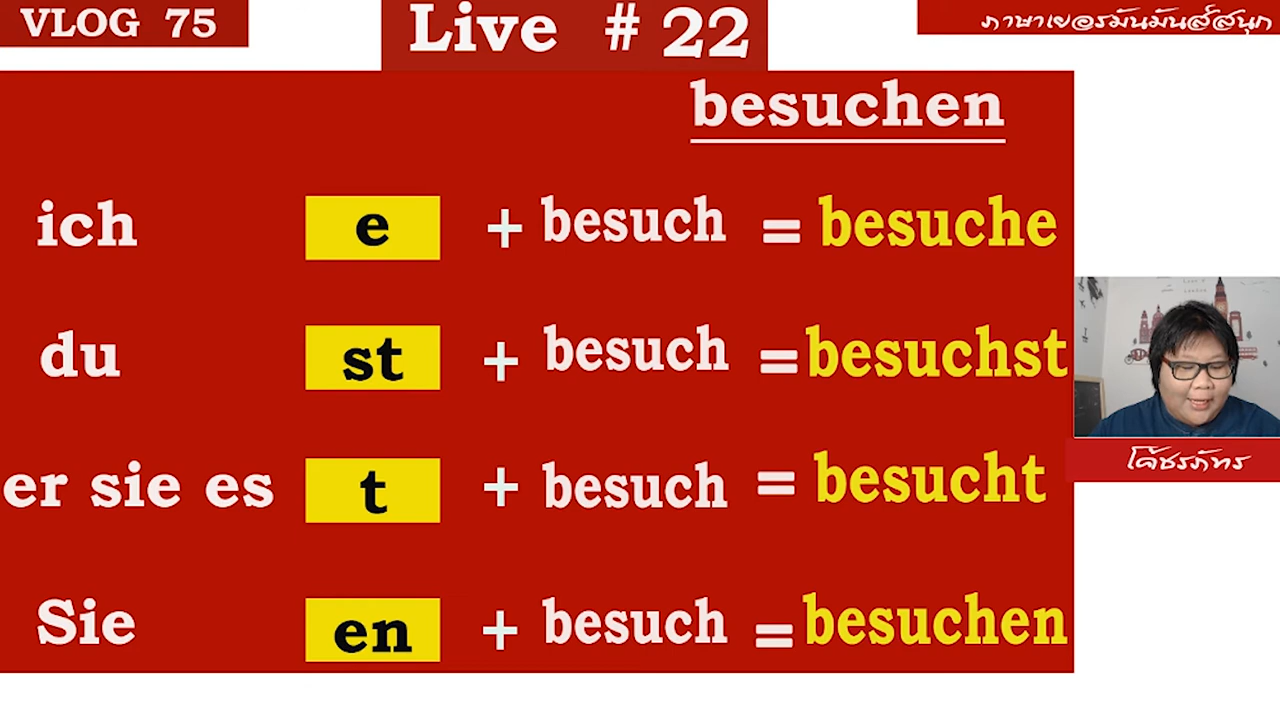 VLOG 75
Live # 22
ภาษาเยอรมันมันส์สนุก
besuchen
ich e + besuch = besuche
du st + besuch = besuchst
er sie es t + besuch = besucht
Sie en + besuch = besuchen
โค้ชรภัทร